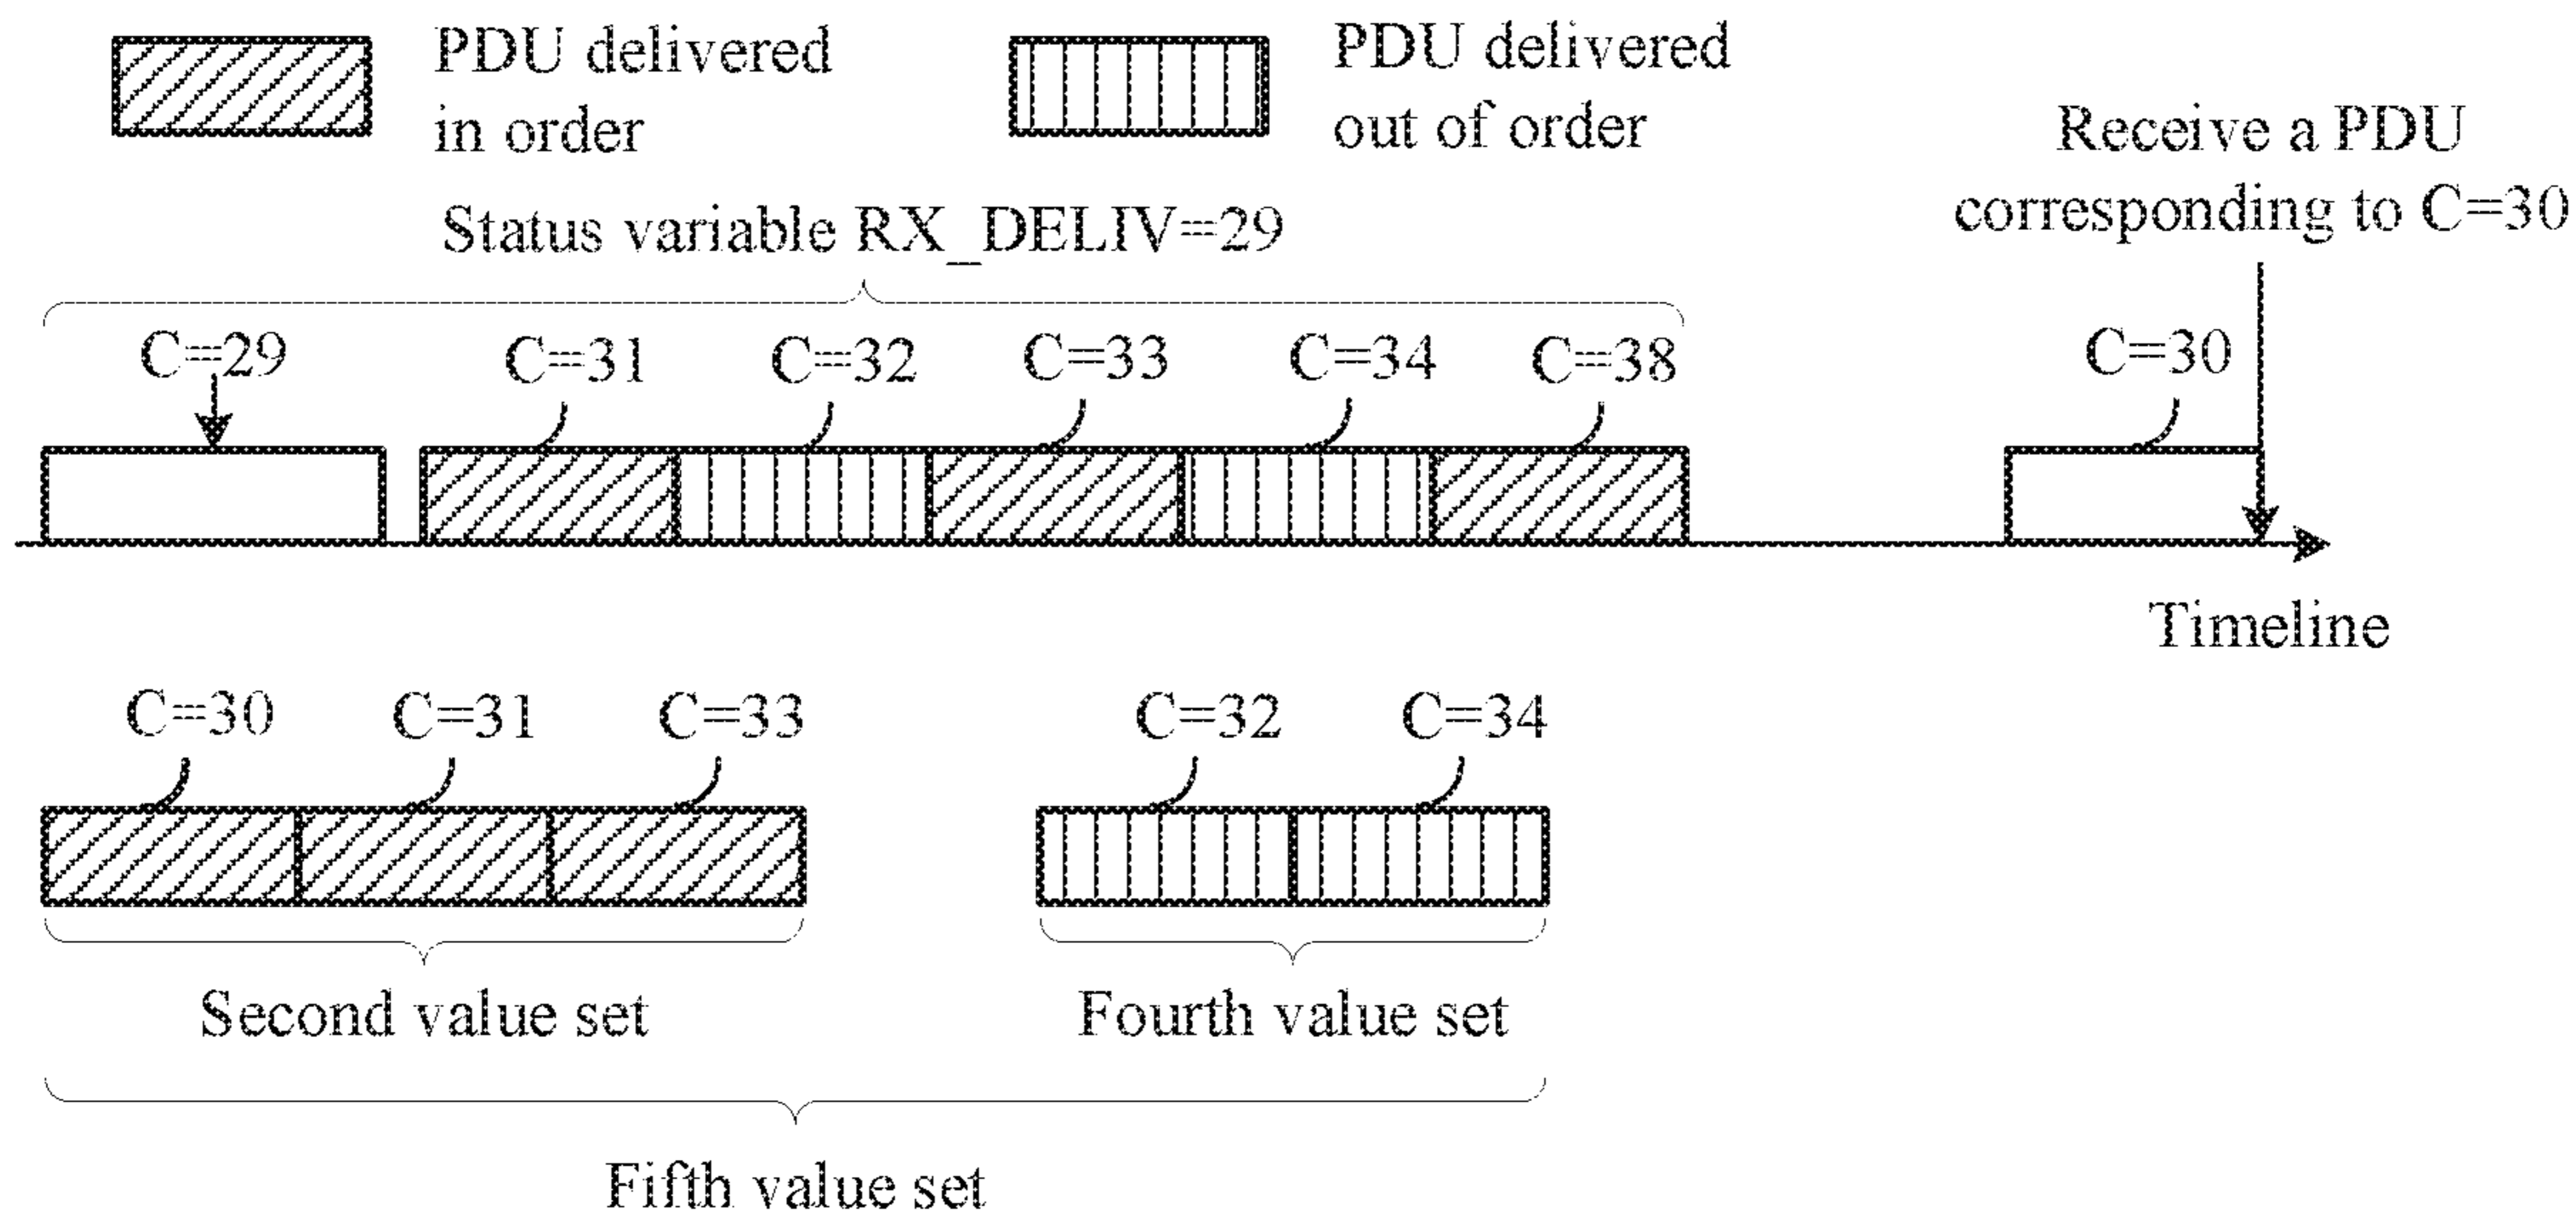 PDU delivered
in order
PDU delivered
out of order
Receive a PDU
corresponding to C=30
Status variable RX_DELIV=29
C=29
C=31
C=32
C=33
C=34
C=38
C=30
Timeline
C=30
C=31
C=33
C=32
C=34
Second value set
Fourth value set
Fifth value set